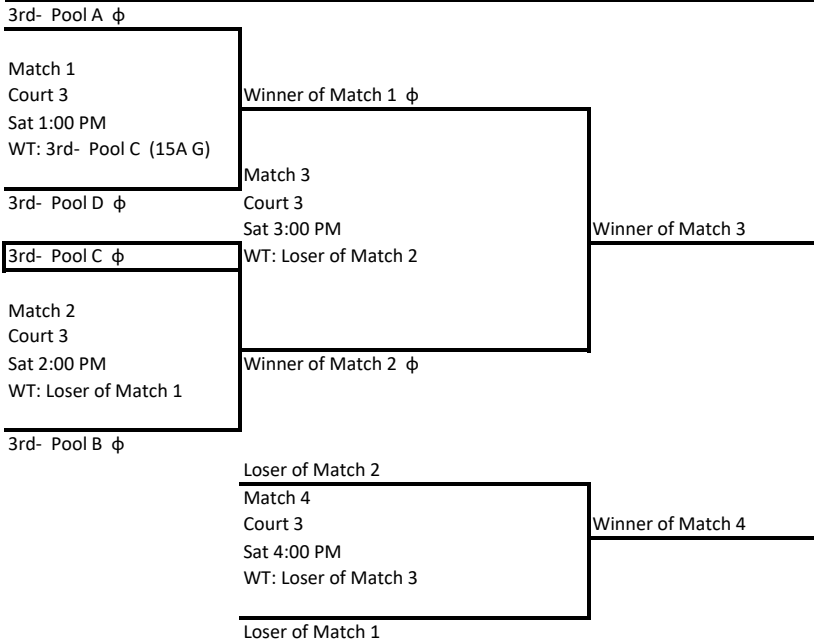 3rd- Pool A ϕ
Match 1
Court 3
Sat 1:00 PM
WT: 3rd- Pool C (15A G)
3rd- Pool D ϕ
3rd- Pool C ϕ
Match 2
Court 3
Sat 2:00 PM
WT: Loser of Match 1
3rd- Pool B ϕ
Winner of Match 1 ϕ
Match 3
Court 3
Sat 3:00 PM
WT: Loser of Match 2
Winner of Match 2 ϕ
Winner of Match 3
Loser of Match 2
Match 4
Court 3
Sat 4:00 PM
WT: Loser of Match 3
Loser of Match 1
Winner of Match 4